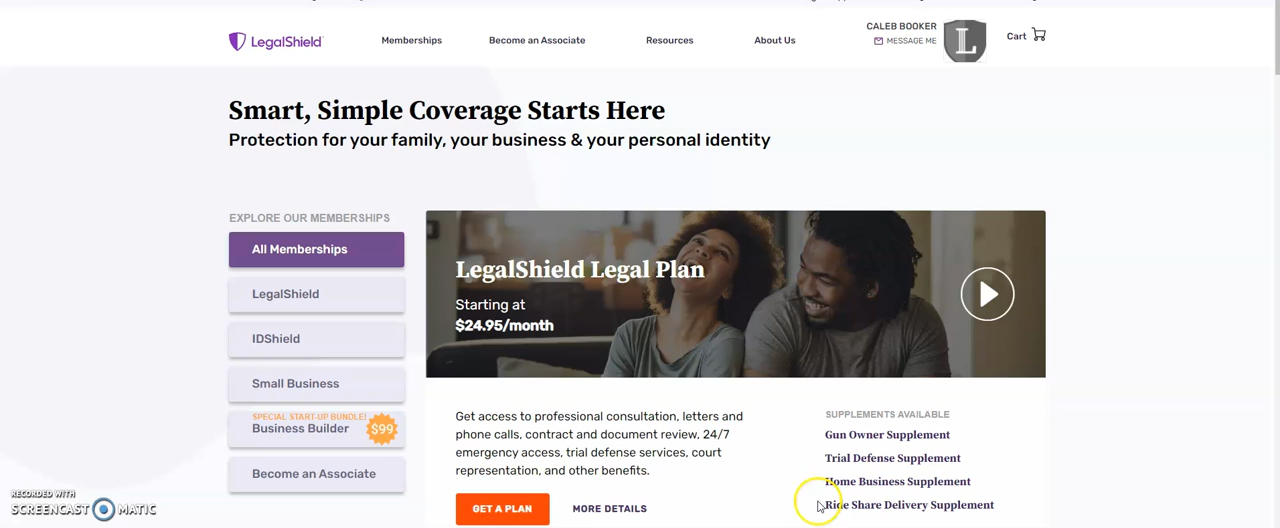 LegalShield
Memberships
Become an Associate
Resources
About Us
CALEB BOOKER
MESSAGE ME
L
Cart
Smart, Simple Coverage Starts Here
Protection for your family, your business & your personal identity
EXPLORE OUR MEMBERSHIPS
All Memberships
LegalShield
IDShield
Small Business
SPECIAL START-UP BUNDLE!
Business Builder
$99
Become an Associate
LegalShield Legal Plan
Starting at
$24.95/month
Get access to professional consultation, letters and
phone calls, contract and document review, 24/7
emergency access, trial defense services, court
representation, and other benefits.
GET A PLAN
MORE DETAILS
SUPPLEMENTS AVAILABLE
Gun Owner Supplement
Trial Defense Supplement
Home Business Supplement
Ride Share Delivery Supplement
RECORDED WITH
SCREENCAST MATIC